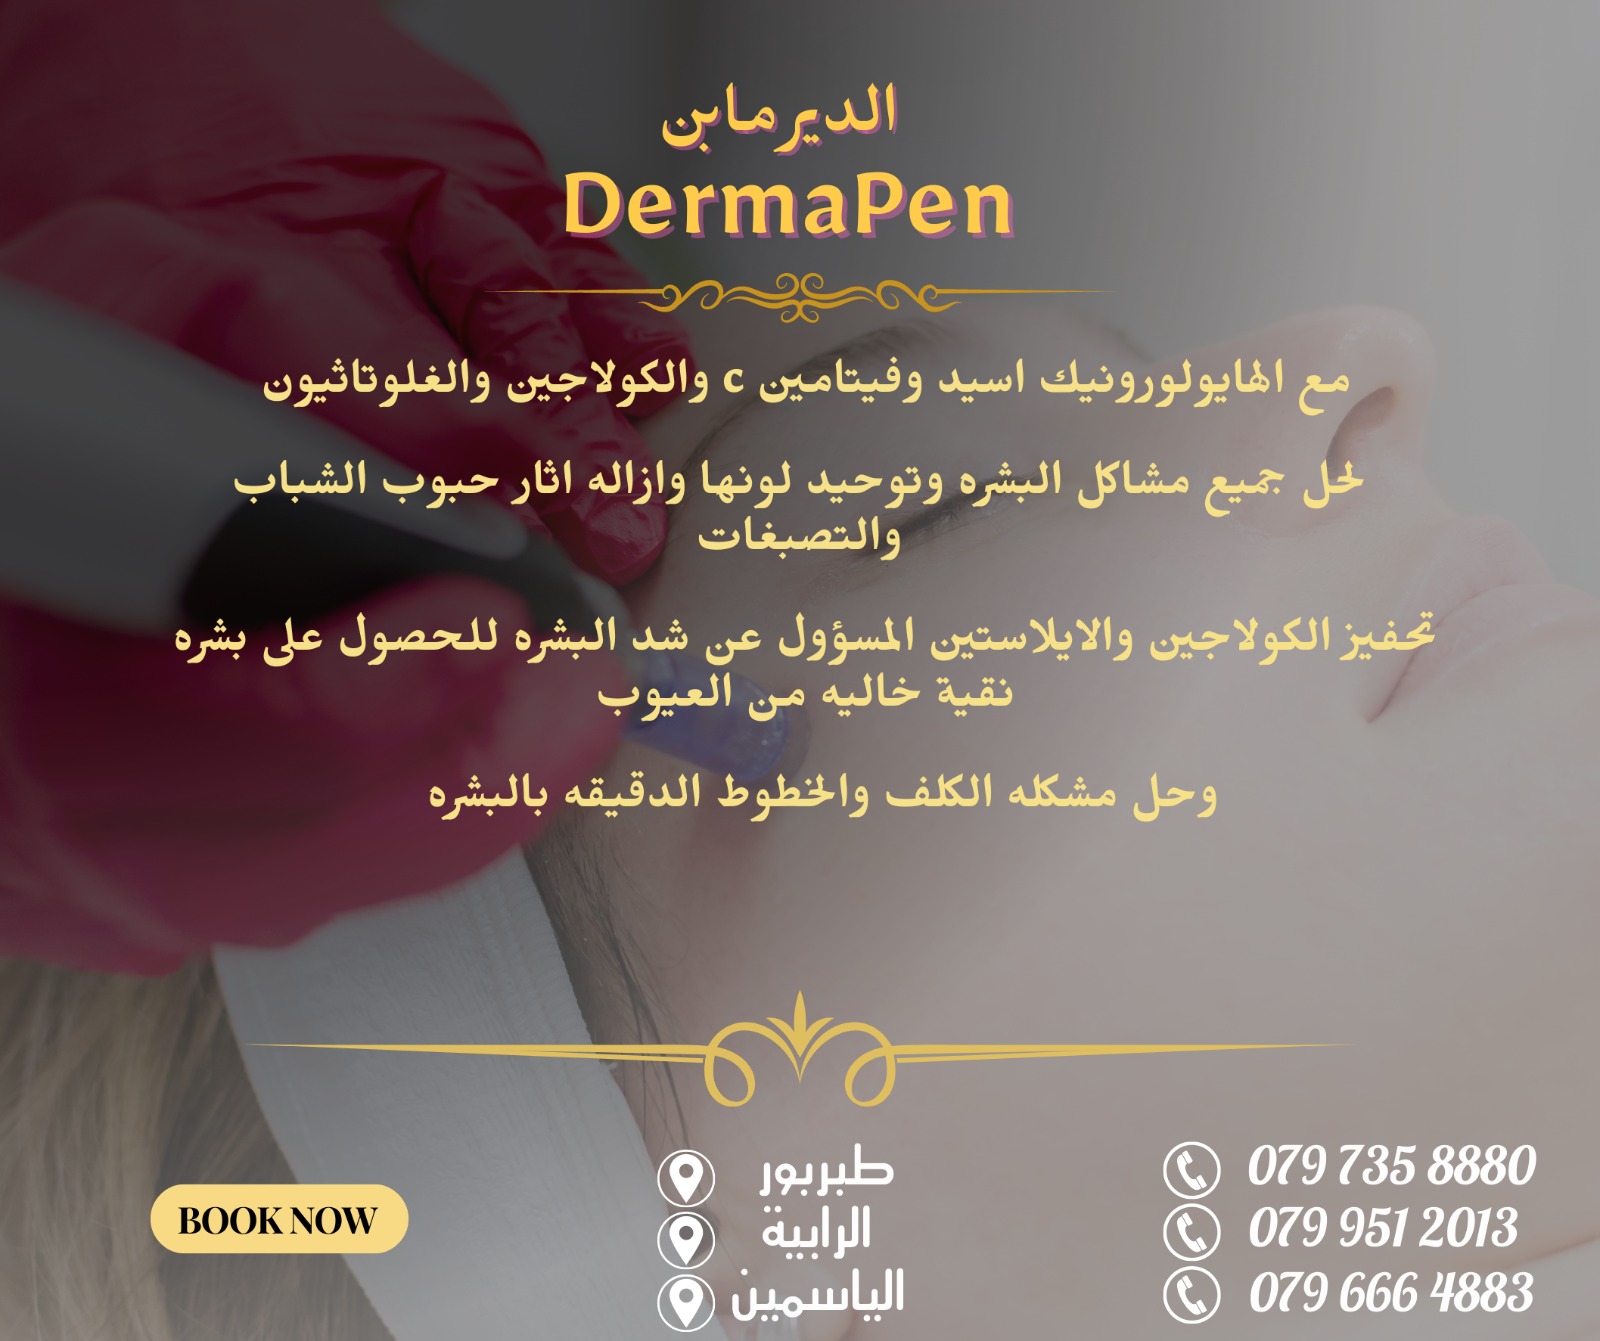 الديرمابن
DermaPen
مع الهايولورونيك اسيد وفيتامين c والكولاجين والغلوتاثيون
لحل جميع مشاكل البشره وتوحيد لونها وازاله اثار حبوب الشباب
والتصبغات
تحفيز الكولاجين والايلاستين المسؤول عن شد البشره للحصول على بشره
نقية خاليه من العيوب
وحل مشكله الكلف والخطوط الدقيقه بالبشره
BOOK NOW
طبربور
الرابية
الياسمين
079 735 8880
079 951 2013
079 666 4883